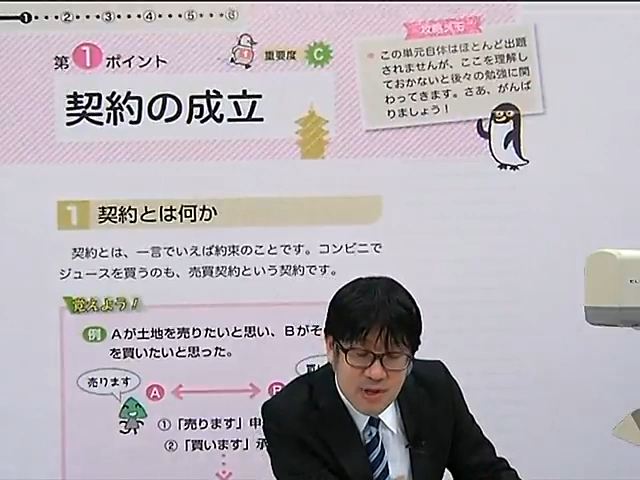 ①②③④⑤⑥
第1ポイント
重要度 C
契約の成立
攻略メモ
この単元自体はほとんど出題
されませんが、ここを理解し
ておかないと後々の勉強に関
わってきます。さあ、がんば
りましょう！
1 契約とは何か
契約とは、一言でいえば約束のことです。コンビニで
ジュースを買うのも、売買契約という契約です。
覚えよう！
例 Aが土地を売りたいと思い、Bがそ
を買いたいと思った。
売ります
A
①「売ります」申
②「買います」承